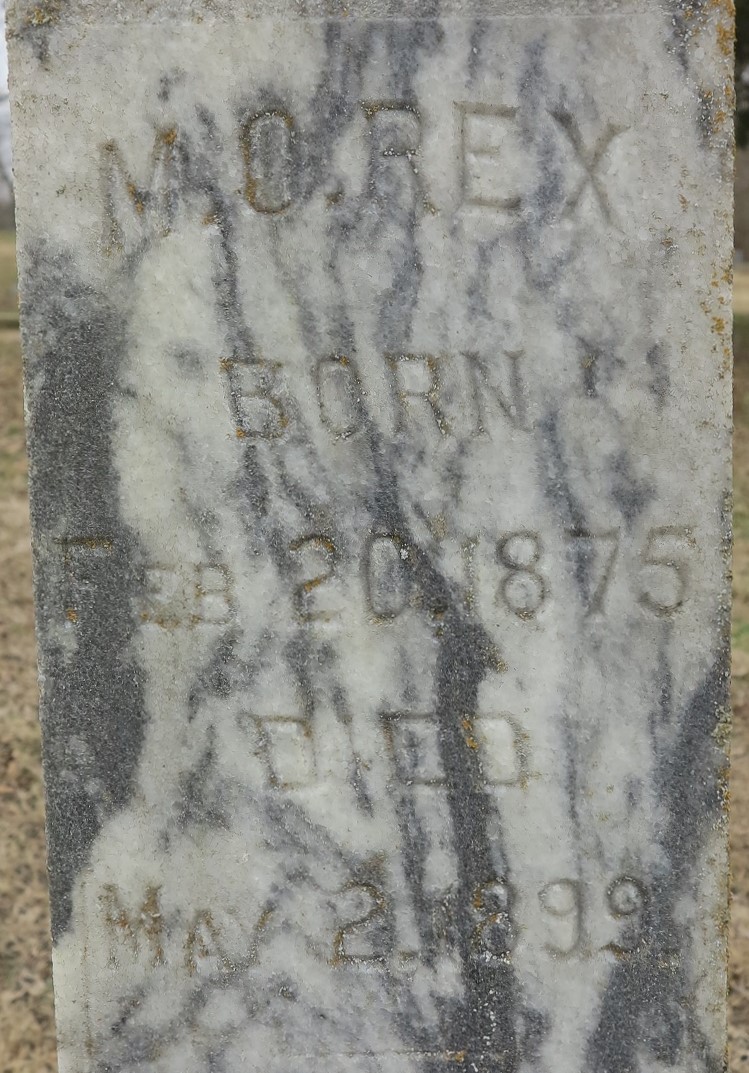 M. O. REX
BORN
FEB 20, 1875
DIED
MAY 2, 1899